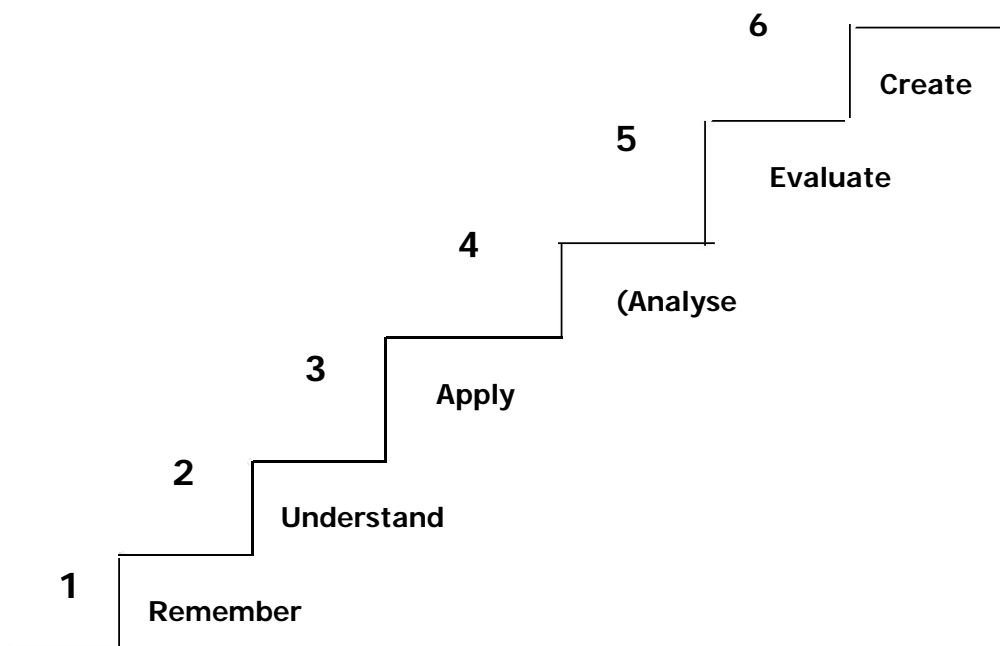 6
Create
5
Evaluate
4
(Analyse
3
Apply
2
Understand
1
Remember